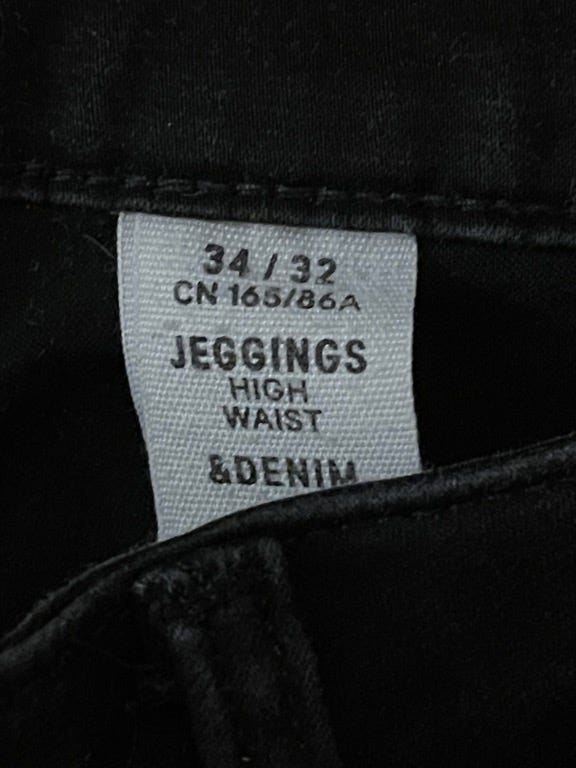 34 / 32
CN 165/86A
JEGGINGS
HIGH
WAIST
&DENIM